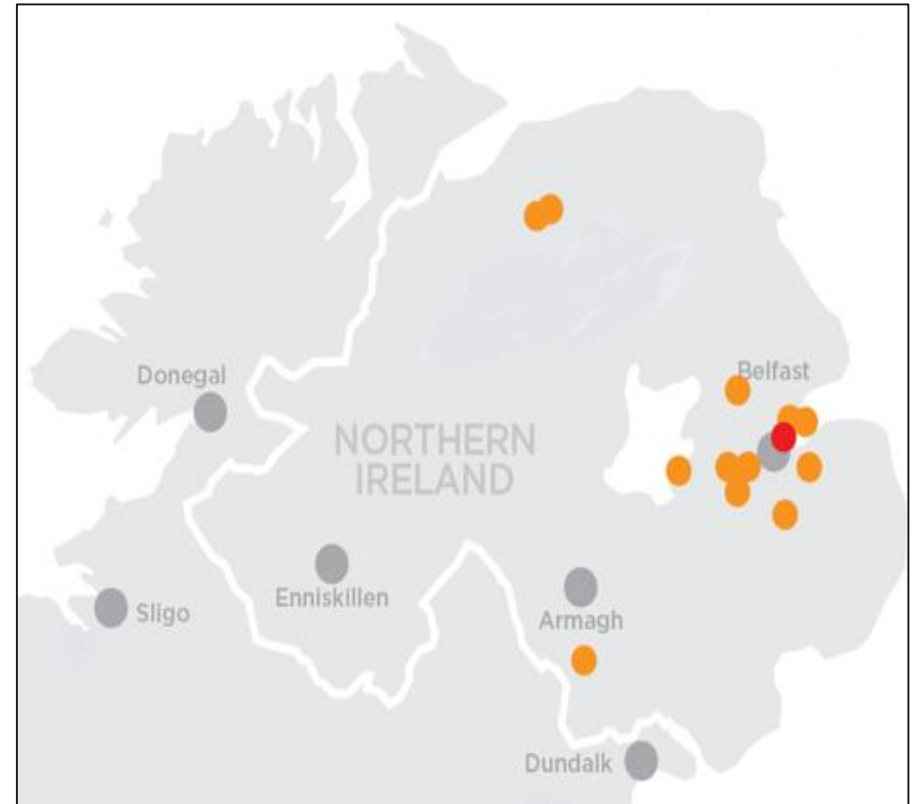 Donegal
Belfast
NORTHERN
IRELAND
Enniskillen
Sligo
Armagh
Dundalk